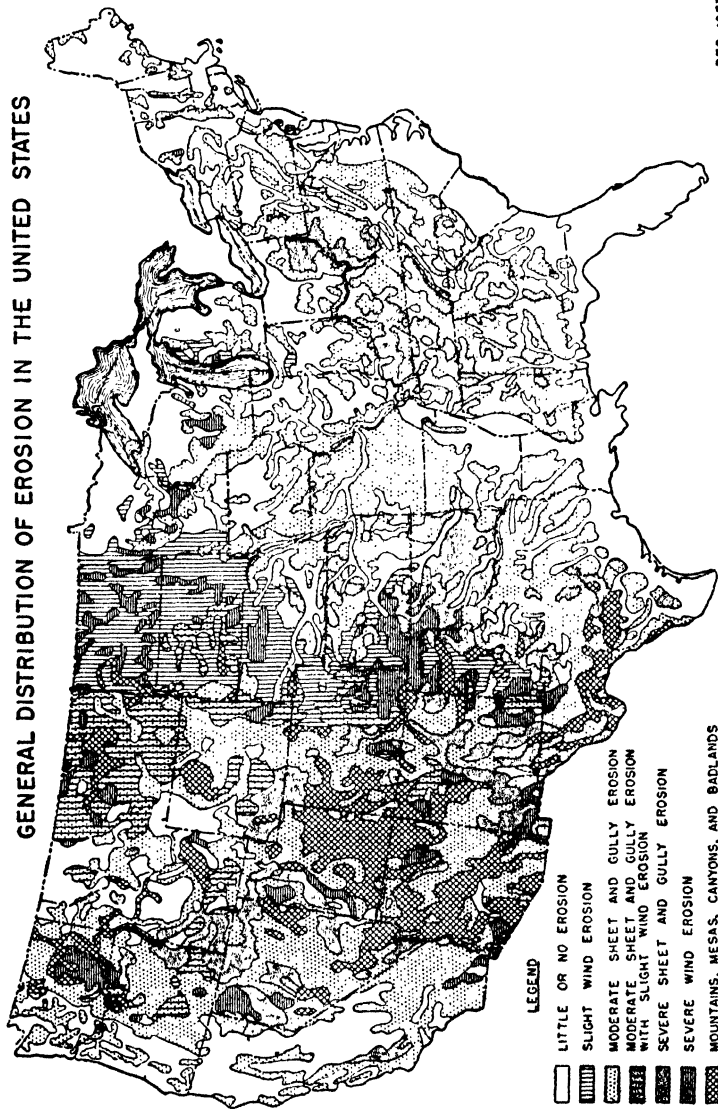 GENERAL DISTRIBUTION OF EROSION IN THE UNITED STATES
LEGEND
LITTLE OR NO EROSION
SLIGHT WIND EROSION
MODERATE SHEET AND GULLY EROSION
MODERATE SHEET AND GULLY EROSION
WITH SLIGHT WIND EROSION
SEVERE SHEET AND GULLY EROSION
SEVERE WIND EROSION
MOUNTAINS, MESAS, CANYONS, AND BADLANDS